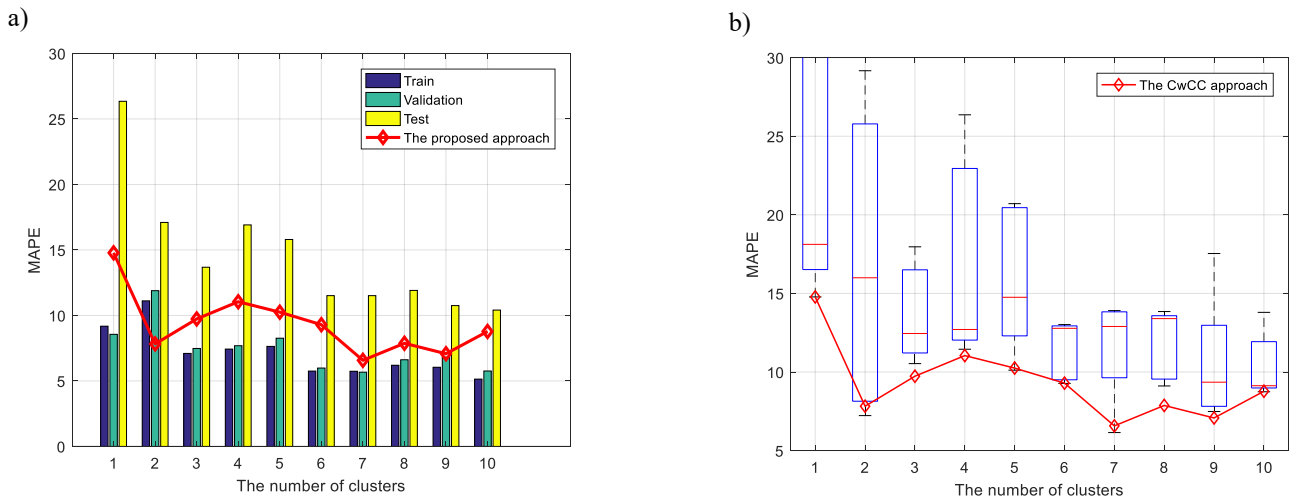 a)
30
25
20
15
10
5
0
MAPE
Train
Validation
Test
The proposed approach
1 2 3 4 5 6 7 8 9 10
The number of clusters
b)
30
25
20
15
10
5
MAPE
The CwCC approach
1 2 3 4 5 6 7 8 9 10
The number of clusters